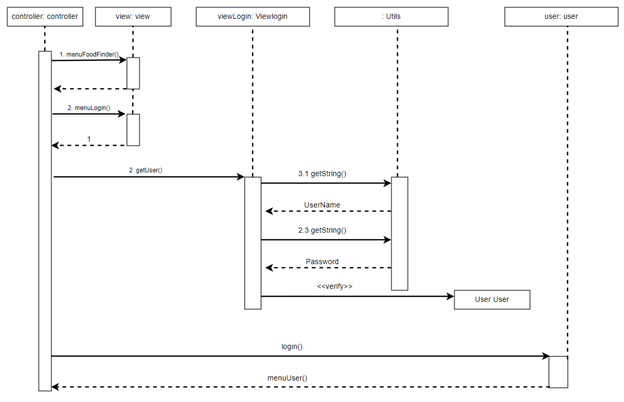 controller: controller
view: view
viewLogin: Viewlogin
: Utils
user: user
1. menuFoodFinder()
2. menuLogin()
1
2. getUser()
3.1 getString()
UserName
2.3 getString()
Password
<<verify>>
User User
login()
menuUser()